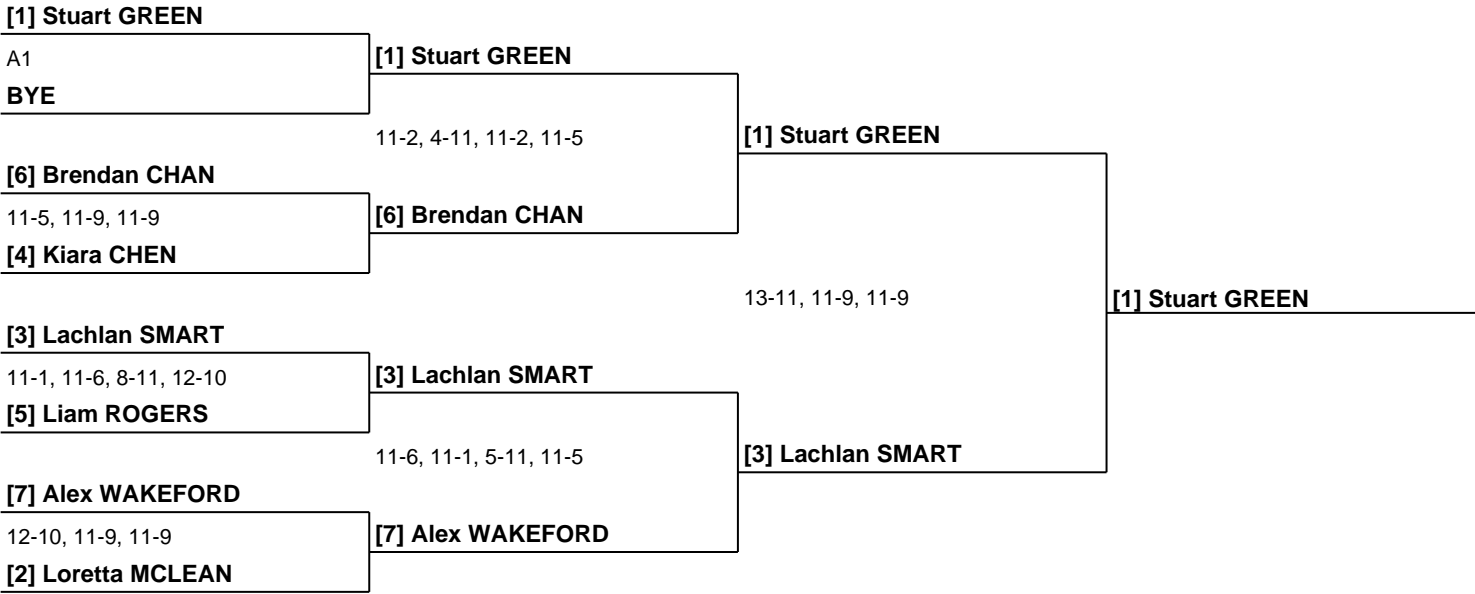 [1] Stuart GREEN
A1
BYE
[6] Brendan CHAN
11-5, 11-9, 11-9
[4] Kiara CHEN
[3] Lachlan SMART
11-1, 11-6, 8-11, 12-10
[5] Liam ROGERS
[7] Alex WAKEFORD
12-10, 11-9, 11-9
[2] Loretta MCLEAN
[1] Stuart GREEN
11-2, 4-11, 11-2, 11-5
[6] Brendan CHAN
[3] Lachlan SMART
11-6, 11-1, 5-11, 11-5
[7] Alex WAKEFORD
[1] Stuart GREEN
13-11, 11-9, 11-9
[3] Lachlan SMART
[1] Stuart GREEN